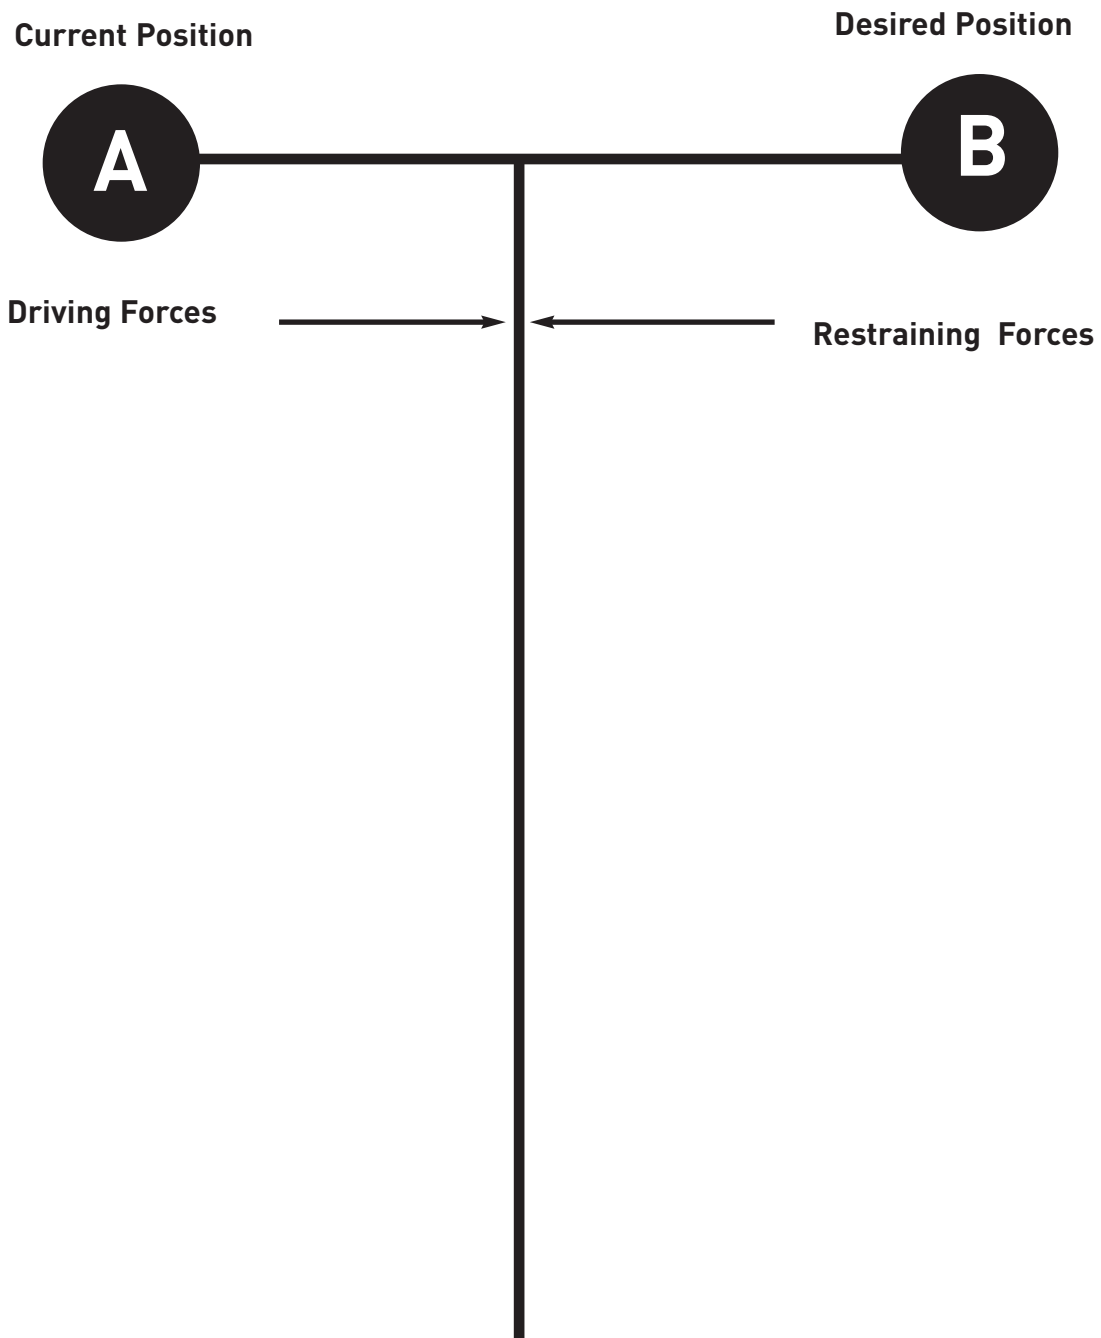 Current Position
Desired Position
A
B
Driving Forces
Restraining Forces